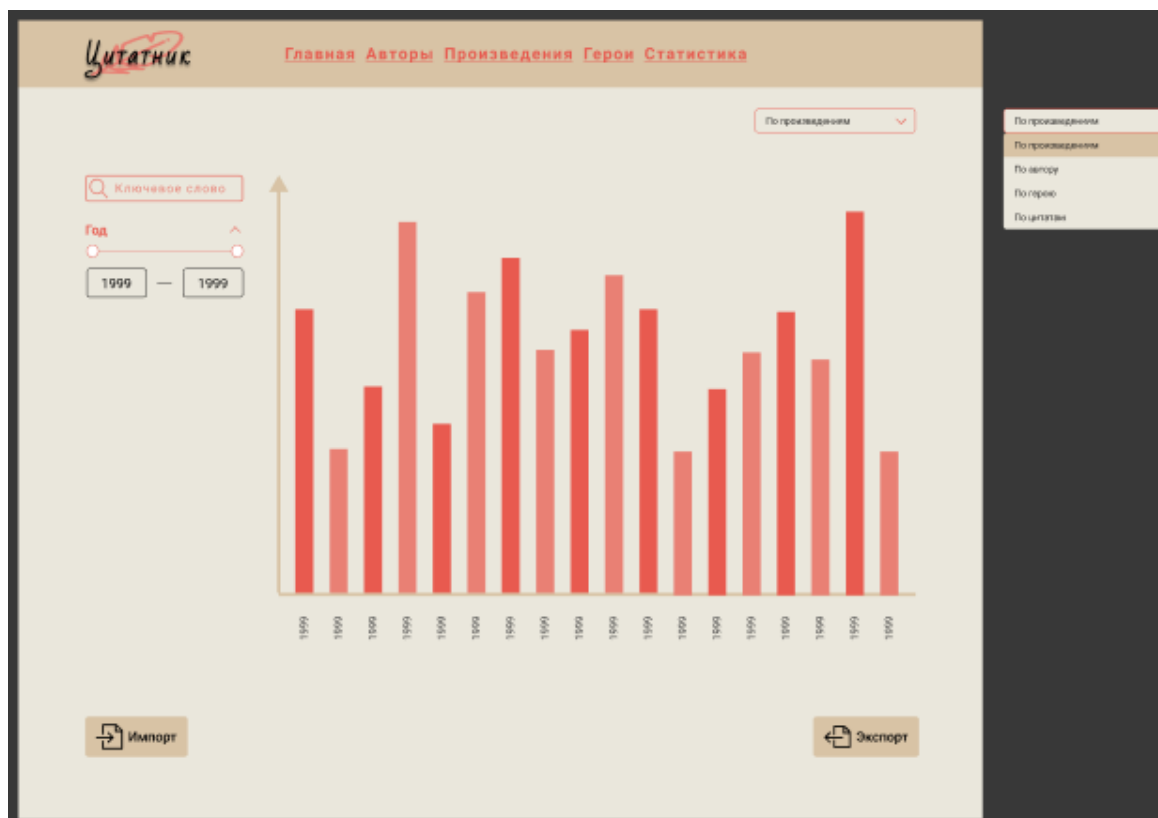 Цитатник
Главная Авторы Произведения Герои Статистика
По произведениям
Ключевое слово
Год
1999 — 1999
1999 1999 1999 1999 1999 1999 1999 1999 1999 1999 1999 1999 1999 1999 1999 1999 1999 1999
Импорт
Экспорт
По произведениям
По произведениям
По автору
По герою
По цитатам